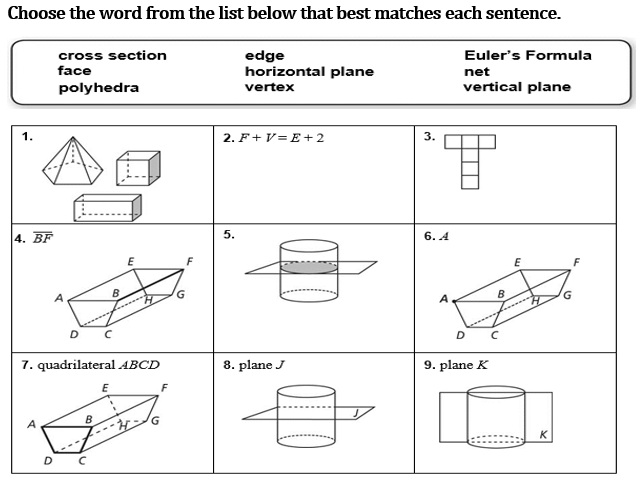 Choose the word from the list below that best matches each sentence.
cross section edge Euler's Formula
face horizontal plane net
polyhedra vertex vertical plane
1. 2. F + V = E + 2 3.
4. BF 5. 6. A
E F
A B H G
D C
E F
A B H G
D C
7. quadrilateral ABCD 8. plane J 9. plane K
E F
A B H G
D C
J
K